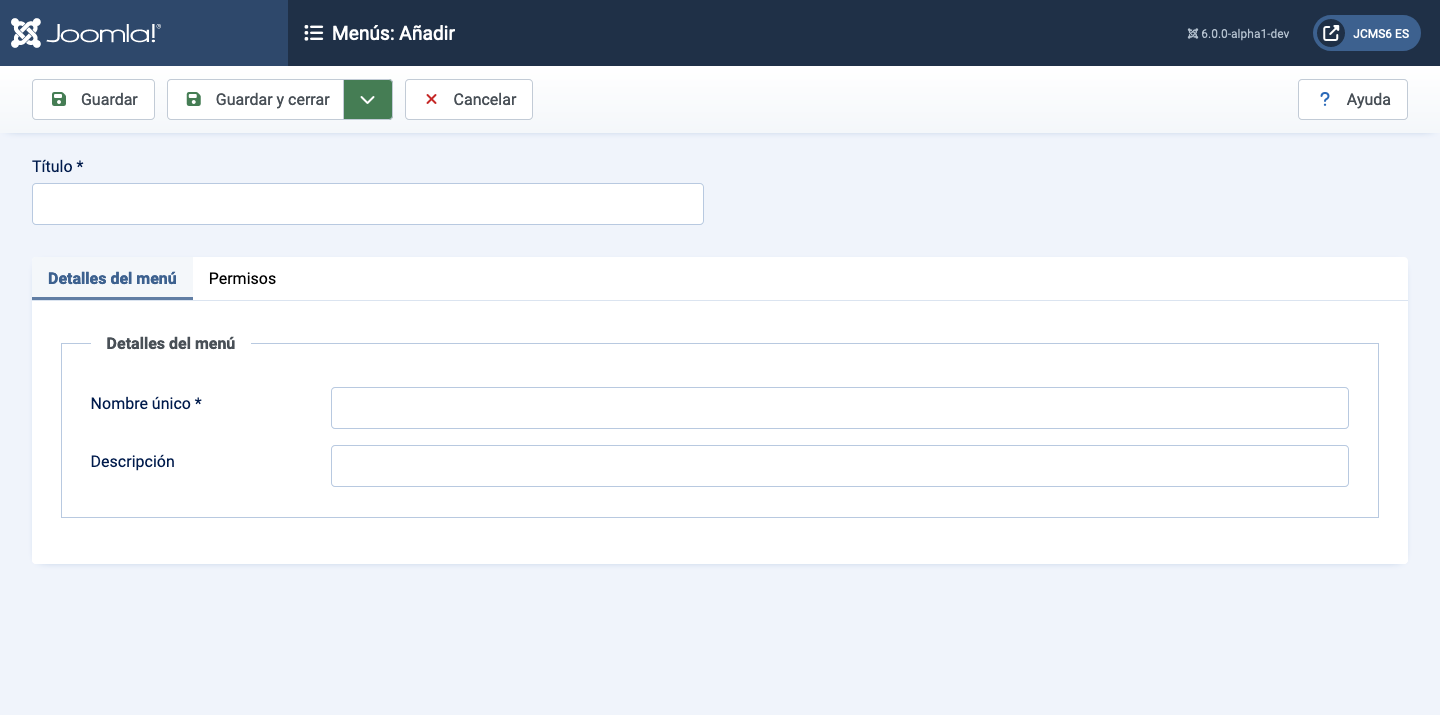 Joomla!® Menús: Añadir 6.0.0-alpha1-dev JCMS6 ES
Guardar Guardar y cerrar Cancelar ? Ayuda
Título *
Detalles del menú Permisos
Detalles del menú
Nombre único *
Descripción